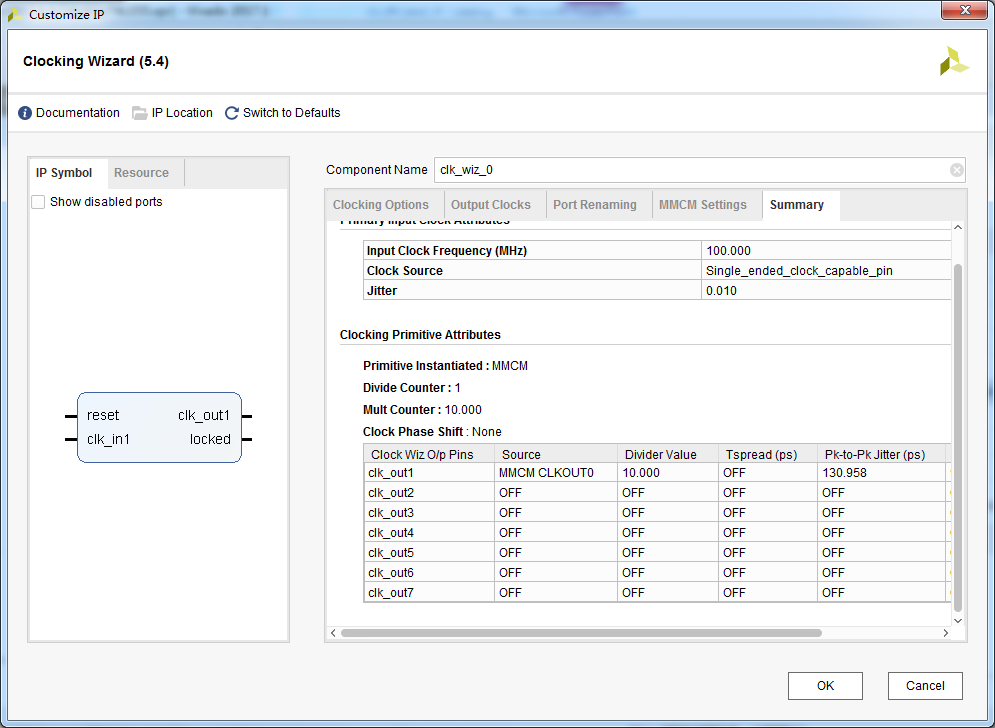 Customize IP
Clocking Wizard (5.4)
Documentation IP Location Switch to Defaults
IP Symbol Resource
Show disabled ports
reset clk_out1
clk_in1 locked
Component Name clk_wiz_0
Clocking Options Output Clocks Port Renaming MMCM Settings Summary
Primary Input Clock Attributes
Input Clock Frequency (MHz) 100.000
Clock Source Single_ended_clock_capable_pin
Jitter 0.010
Clocking Primitive Attributes
Primitive Instantiated : MMCM
Divide Counter : 1
Mult Counter : 10.000
Clock Phase Shift : None
Clock Wiz O/p Pins Source Divider Value Tspread (ps) Pk-to-Pk Jitter (ps)
clk_out1 MMCM CLKOUT0 10.000 OFF 130.958
clk_out2 OFF OFF OFF OFF
clk_out3 OFF OFF OFF OFF
clk_out4 OFF OFF OFF OFF
clk_out5 OFF OFF OFF OFF
clk_out6 OFF OFF OFF OFF
clk_out7 OFF OFF OFF OFF
OK Cancel